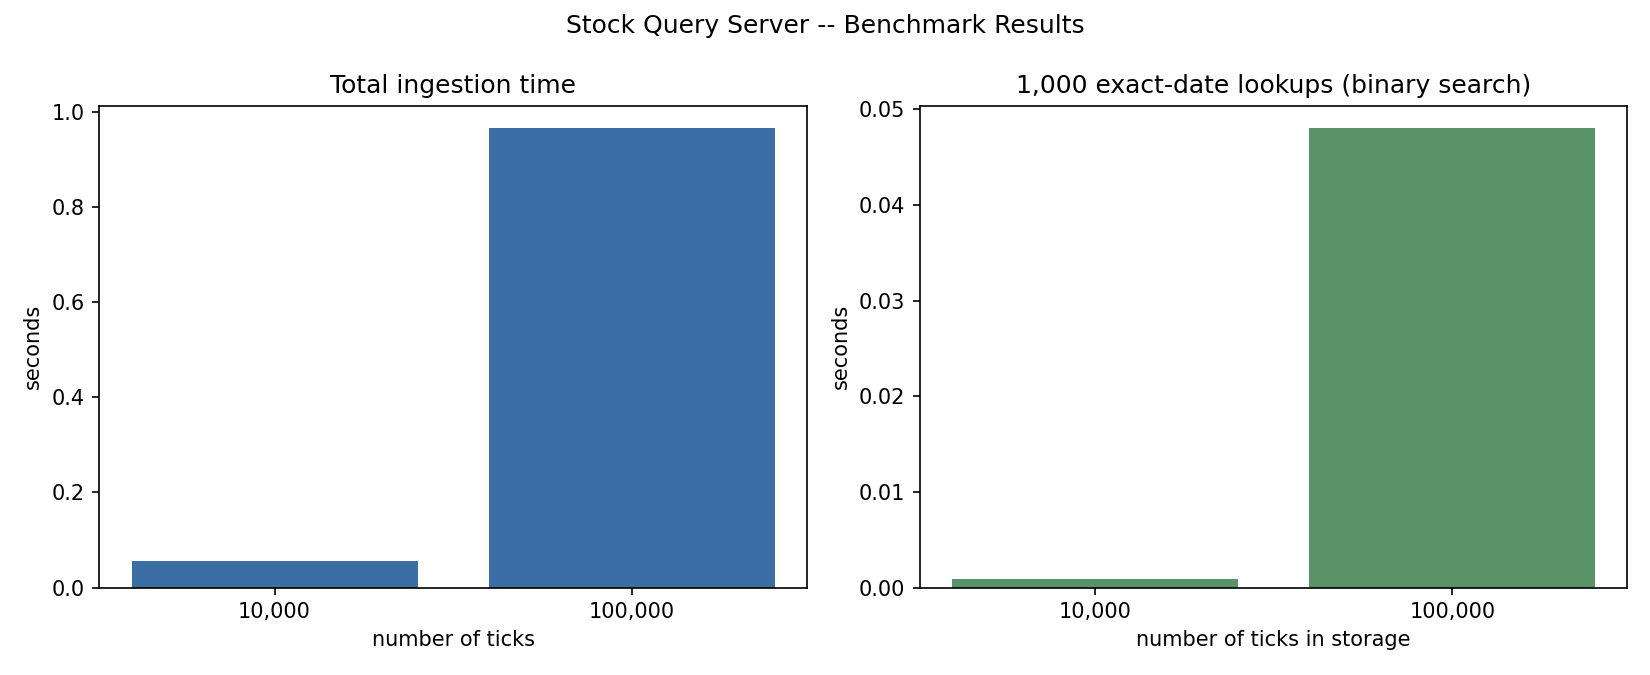 Stock Query Server -- Benchmark Results
Total ingestion time
1.0
0.8
0.6
0.4
0.2
0.0
seconds
10,000
100,000
number of ticks
1,000 exact-date lookups (binary search)
0.05
0.04
0.03
0.02
0.01
0.00
seconds
10,000
100,000
number of ticks in storage